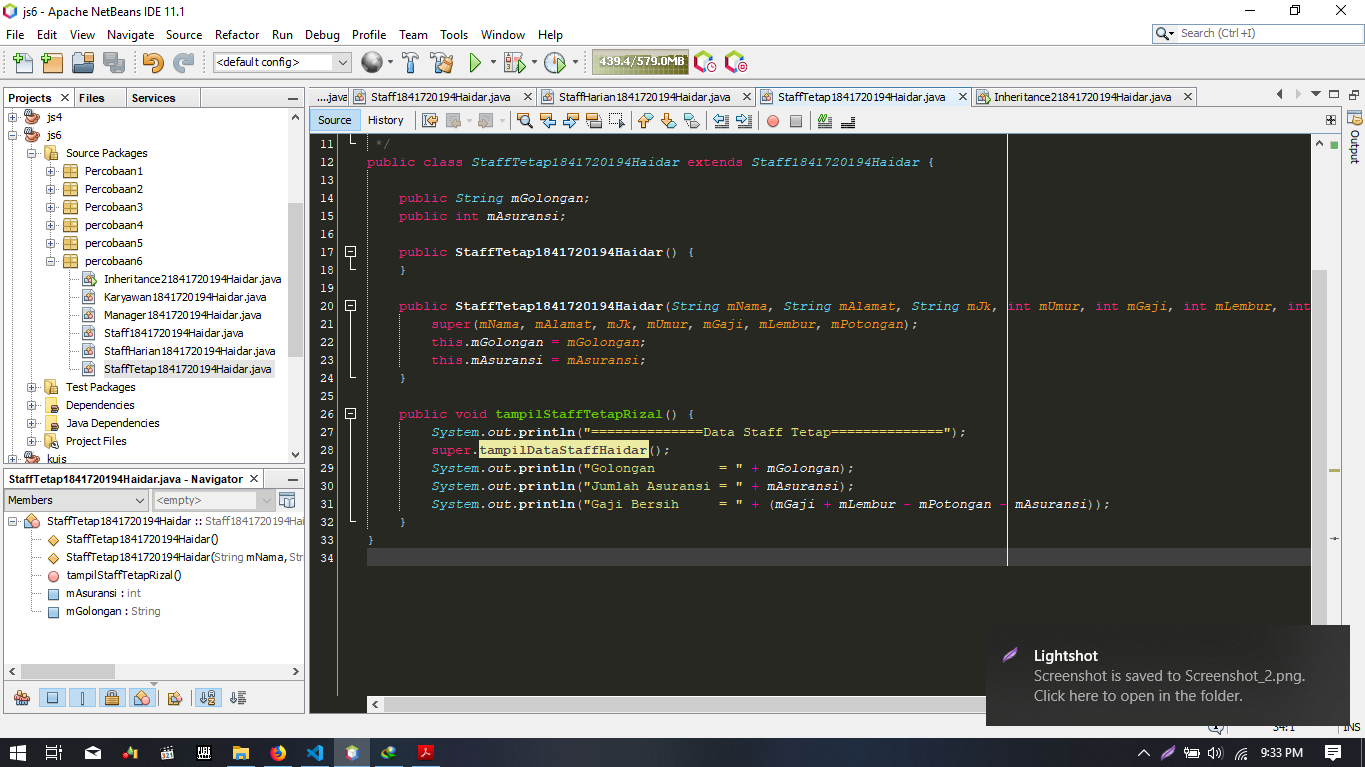 js6 - Apache NetBeans IDE 11.1
File Edit View Navigate Source Refactor Run Debug Profile Team Tools Window Help
Search (Ctrl+I)
<default config>
439.4/579.0MB
Projects Files Services
js4
js6
Source Packages
Percobaan1
Percobaan2
Percobaan3
percobaan4
percobaan5
percobaan6
Inheritance21841720194Haidar.java
Karyawan1841720194Haidar.java
Manager1841720194Haidar.java
Staff1841720194Haidar.java
StaffHarian1841720194Haidar.java
StaffTetap1841720194Haidar.java
Test Packages
Dependencies
Java Dependencies
Project Files
kuis
StaffTetap1841720194Haidar.java - Navigator
Members <empty>
StaffTetap1841720194Haidar :: Staff1841720194Hai
StaffTetap1841720194Haidar()
StaffTetap1841720194Haidar(String mNama, Str
tampilStaffTetapRizal()
mAsuransi : int
mGolongan : String
...java Staff1841720194Haidar.java StaffHarian1841720194Haidar.java StaffTetap1841720194Haidar.java Inheritance21841720194Haidar.java
Source History
Output
11 */
12 public class StaffTetap1841720194Haidar extends Staff1841720194Haidar {
13
14 public String mGolongan;
15 public int mAsuransi;
16
17 public StaffTetap1841720194Haidar() {
18 }
19
20 public StaffTetap1841720194Haidar(String mNama, String mAlamat, String mJk, int mUmur, int mGaji, int mLembur, int
21 super(mNama, mAlamat, mJk, mUmur, mGaji, mLembur, mPotongan);
22 this.mGolongan = mGolongan;
23 this.mAsuransi = mAsuransi;
24 }
25
26 public void tampilStaffTetapRizal() {
27 System.out.println("==============Data Staff Tetap==============");
28 super.tampilDataStaffHaidar();
29 System.out.println("Golongan        = " + mGolongan);
30 System.out.println("Jumlah Asuransi = " + mAsuransi);
31 System.out.println("Gaji Bersih     = " + (mGaji + mLembur - mPotongan - mAsuransi));
32 }
33 }
34
Lightshot
Screenshot is saved to Screenshot_2.png.
Click here to open in the folder.
34:1 INS
9:33 PM